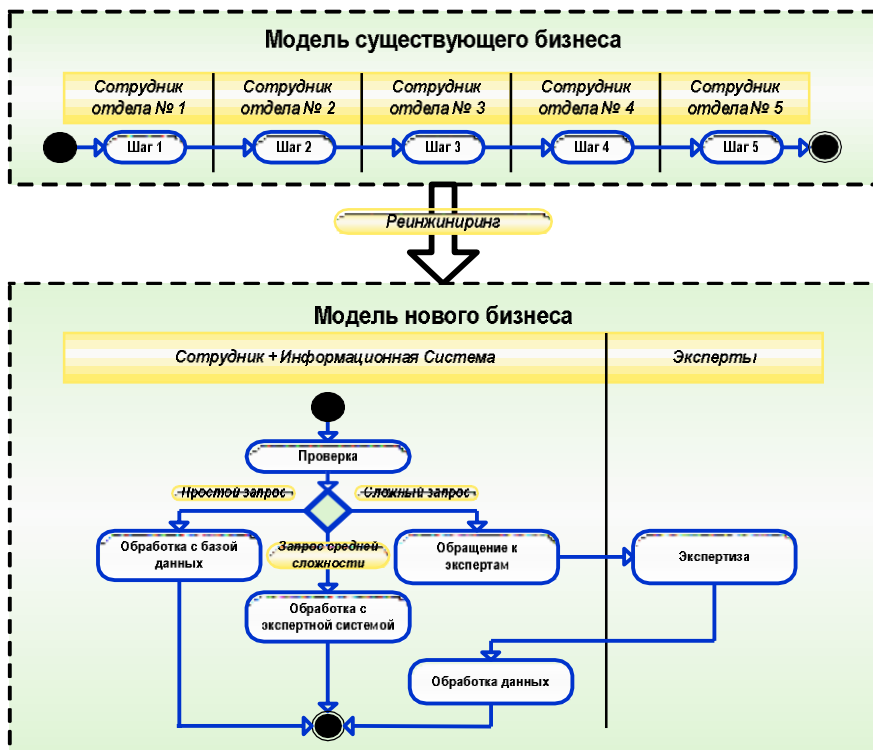 Модель существующего бизнеса
Сотрудник
отдела № 1
Сотрудник
отдела № 2
Сотрудник
отдела № 3
Сотрудник
отдела № 4
Сотрудник
отдела № 5
Шаг 1
Шаг 2
Шаг 3
Шаг 4
Шаг 5
Реинжиниринг
Модель нового бизнеса
Сотрудник + Информационная Система
Эксперты
Проверка
Простой запрос
Сложный запрос
Обработка с базой
данных
Запрос средней
сложности
Обращение к
экспертам
Экспертиза
Обработка с
экспертной системой
Обработка данных